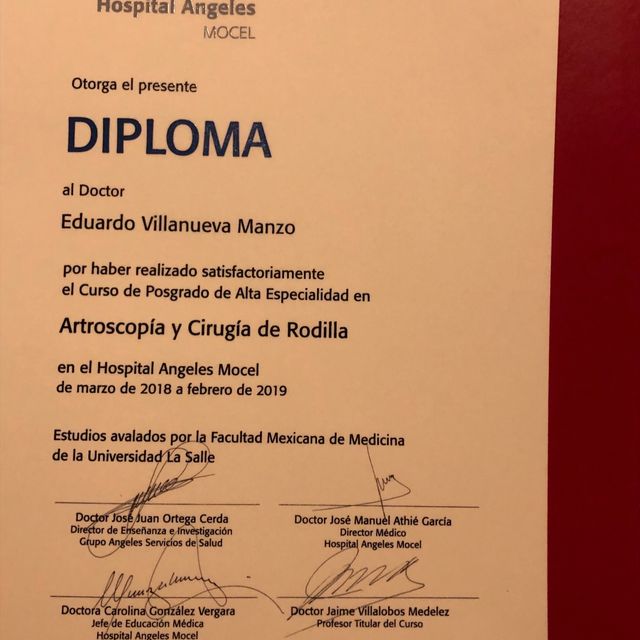 Hospital Angeles
MOCEL
Otorga el presente
DIPLOMA
al Doctor
Eduardo Villanueva Manzo
por haber realizado satisfactoriamente
el Curso de Posgrado de Alta Especialidad en
Artroscopía y Cirugía de Rodilla
en el Hospital Angeles Mocel
de marzo de 2018 a febrero de 2019
Estudios avalados por la Facultad Mexicana de Medicina
de la Universidad La Salle
Doctor José Juan Ortega Cerda
Director de Enseñanza e Investigación
Grupo Angeles Servicios de Salud
Doctor José Manuel Athié García
Director Médico
Hospital Angeles Mocel
Doctora Carolina González Vergara
Jefe de Educación Médica
Hospital Angeles Mocel
Doctor Jaime Villalobos Medelez
Profesor Titular del Curso